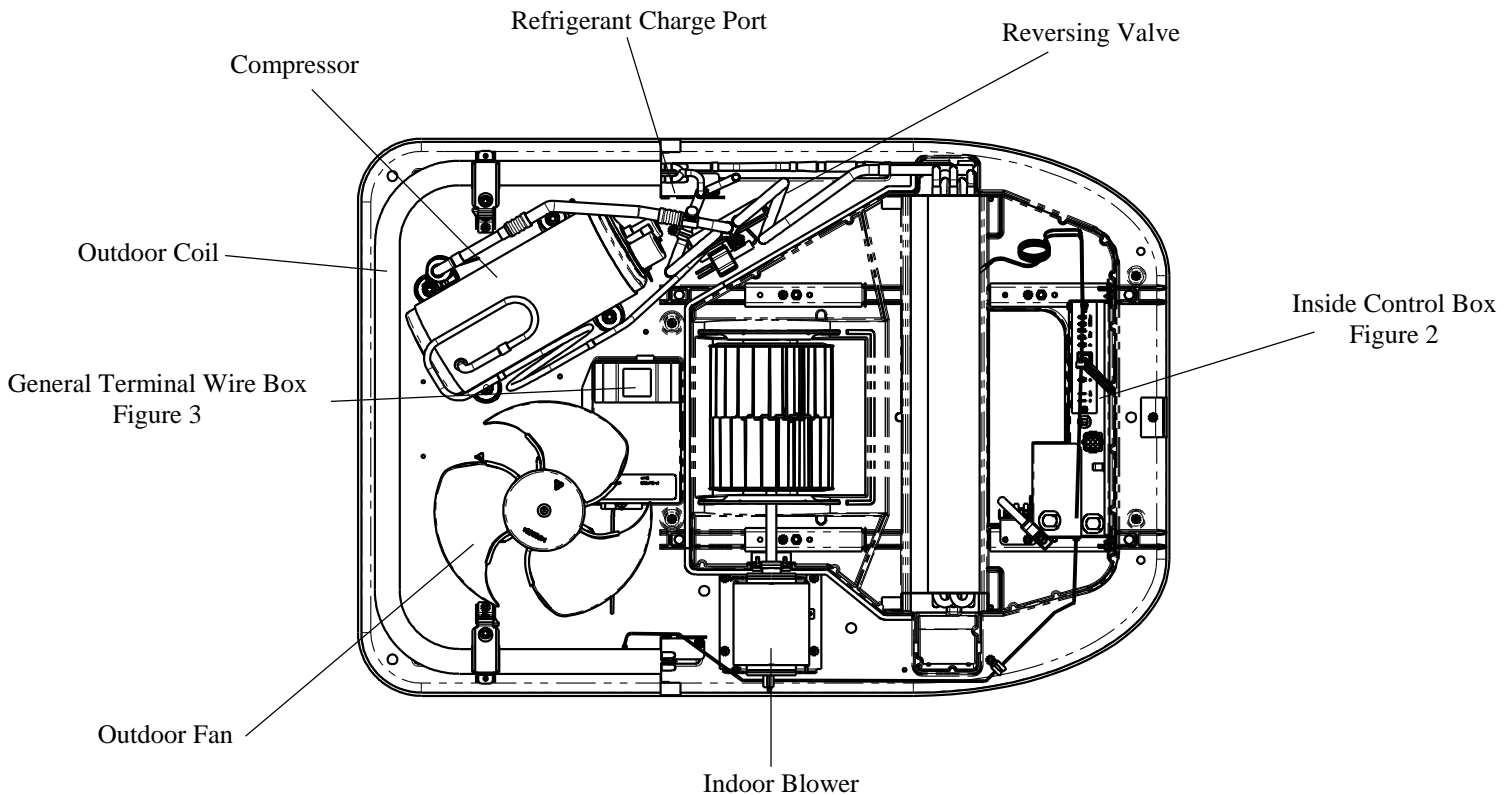 Refrigerant Charge Port
Reversing Valve
Compressor
Outdoor Coil
Inside Control Box
Figure 2
General Terminal Wire Box
Figure 3
Outdoor Fan
Indoor Blower